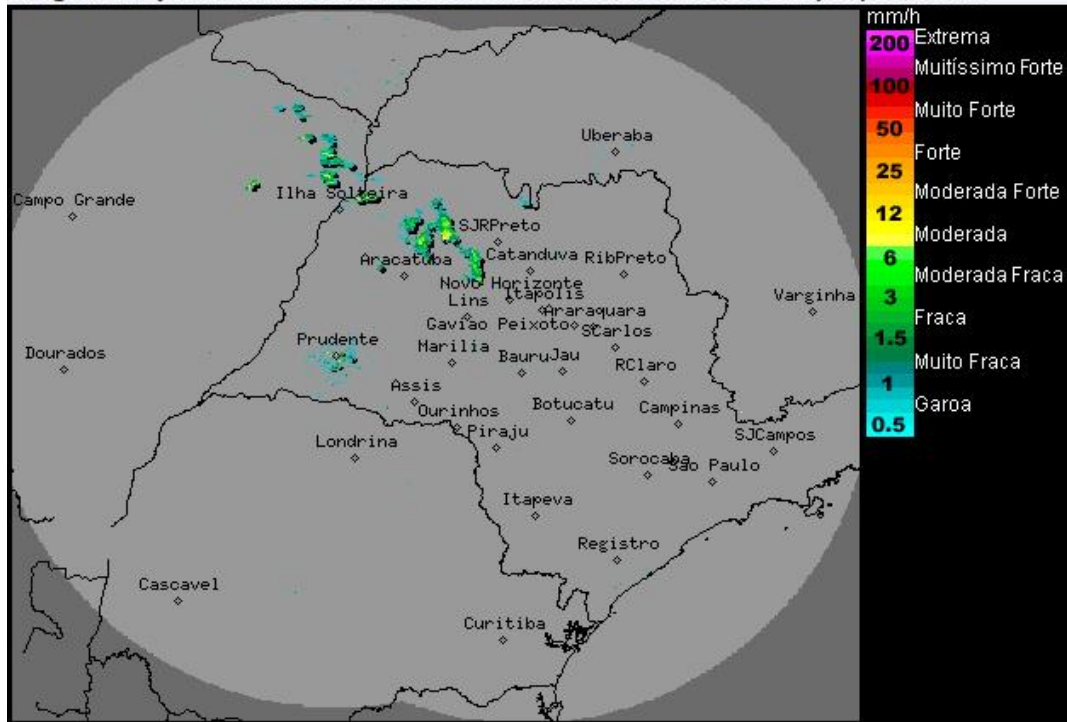 mm/h
200 Extrema
Muitíssimo Forte
100
Muito Forte
50
Forte
25
Moderada Forte
12
Moderada
6
Moderada Fraca
3
Fraca
1.5
Muito Fraca
1
Garoa
0.5
Uberaba
Campo Grande
Ilha Solteira
SJRPreto
Aracatuba
Catanduva
RibPreto
Novo Horizonte
Itapolis
Lins
Araraquara
Varginha
Gaviao Peixoto
SCarlos
Prudente
Dourados
Marilia
Bauru
Jau
RClaro
Assis
Ourinhos
Botucatu
Campinas
Piraju
SJCampos
Londrina
Sorocaba
Sao Paulo
Itapeva
Registro
Cascavel
Curitiba